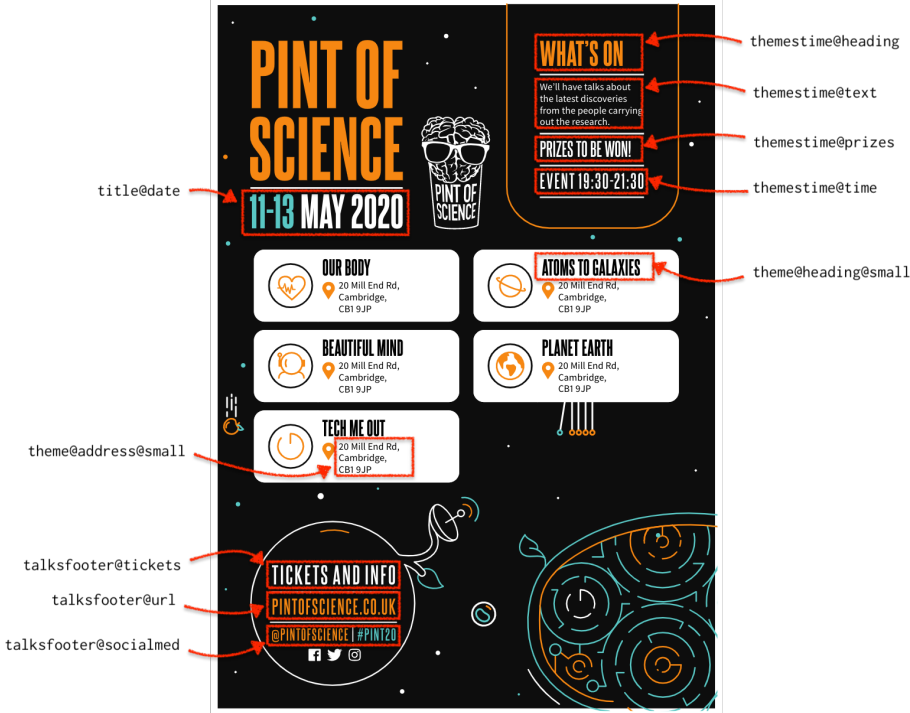 themestime@heading
WHAT'S ON
PINT OF
SCIENCE
We'll have talks about
the latest discoveries
from the people carrying
out the research.
themestime@text
PRIZES TO BE WON!
themestime@prizes
EVENT 19:30-21:30
themestime@time
title@date
11-13 MAY 2020
PINT OF
SCIENCE
OUR BODY
20 Mill End Rd,
Cambridge,
CB1 9JP
ATOMS TO GALAXIES
20 Mill End Rd,
Cambridge,
CB1 9JP
theme@heading@small
BEAUTIFUL MIND
20 Mill End Rd,
Cambridge,
CB1 9JP
PLANET EARTH
20 Mill End Rd,
Cambridge,
CB1 9JP
TECH ME OUT
20 Mill End Rd,
Cambridge,
CB1 9JP
theme@address@small
talksfooter@tickets
TICKETS AND INFO
talksfooter@url
PINTOFSCIENCE.CO.UK
talksfooter@socialmed
@PINTOFSCIENCE | #PINT20